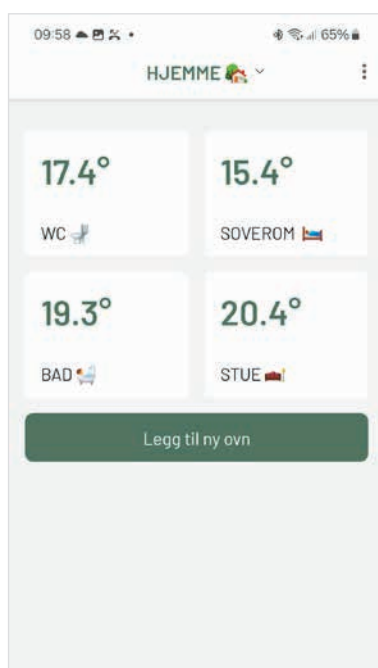 09:58 65%
HJEMME
17.4° 15.4°
WC SOVEROM
19.3° 20.4°
BAD STUE
Legg til ny ovn